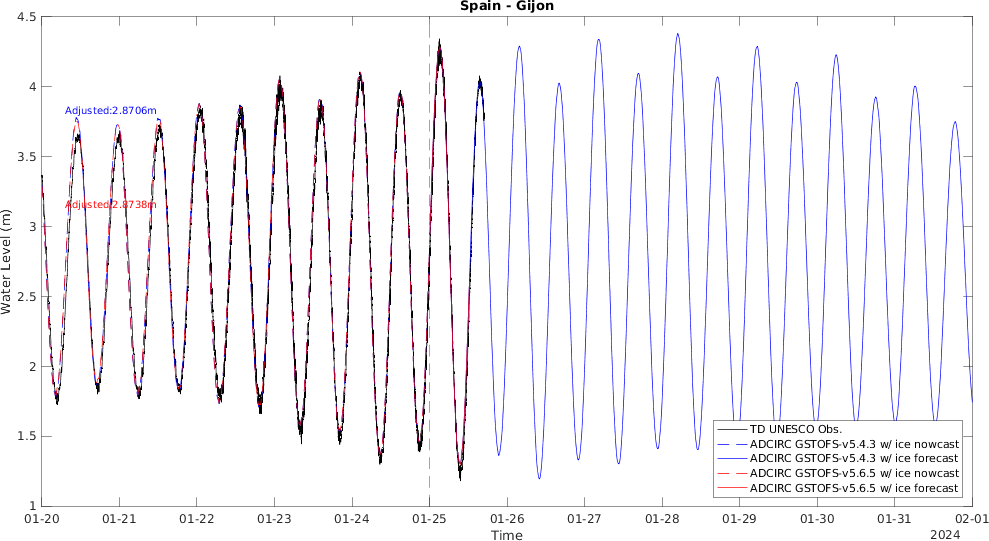 Spain - Gijon
4.5
4
3.5
3
2.5
2
1.5
1
Water Level (m)
Adjusted:2.8706m
Adjusted:2.8738m
TD UNESCO Obs.
ADCIRC GSTOFS-v5.4.3 w/ ice nowcast
ADCIRC GSTOFS-v5.4.3 w/ ice forecast
ADCIRC GSTOFS-v5.6.5 w/ ice nowcast
ADCIRC GSTOFS-v5.6.5 w/ ice forecast
01-20 01-21 01-22 01-23 01-24 01-25 01-26 01-27 01-28 01-29 01-30 01-31 02-01
Time
2024